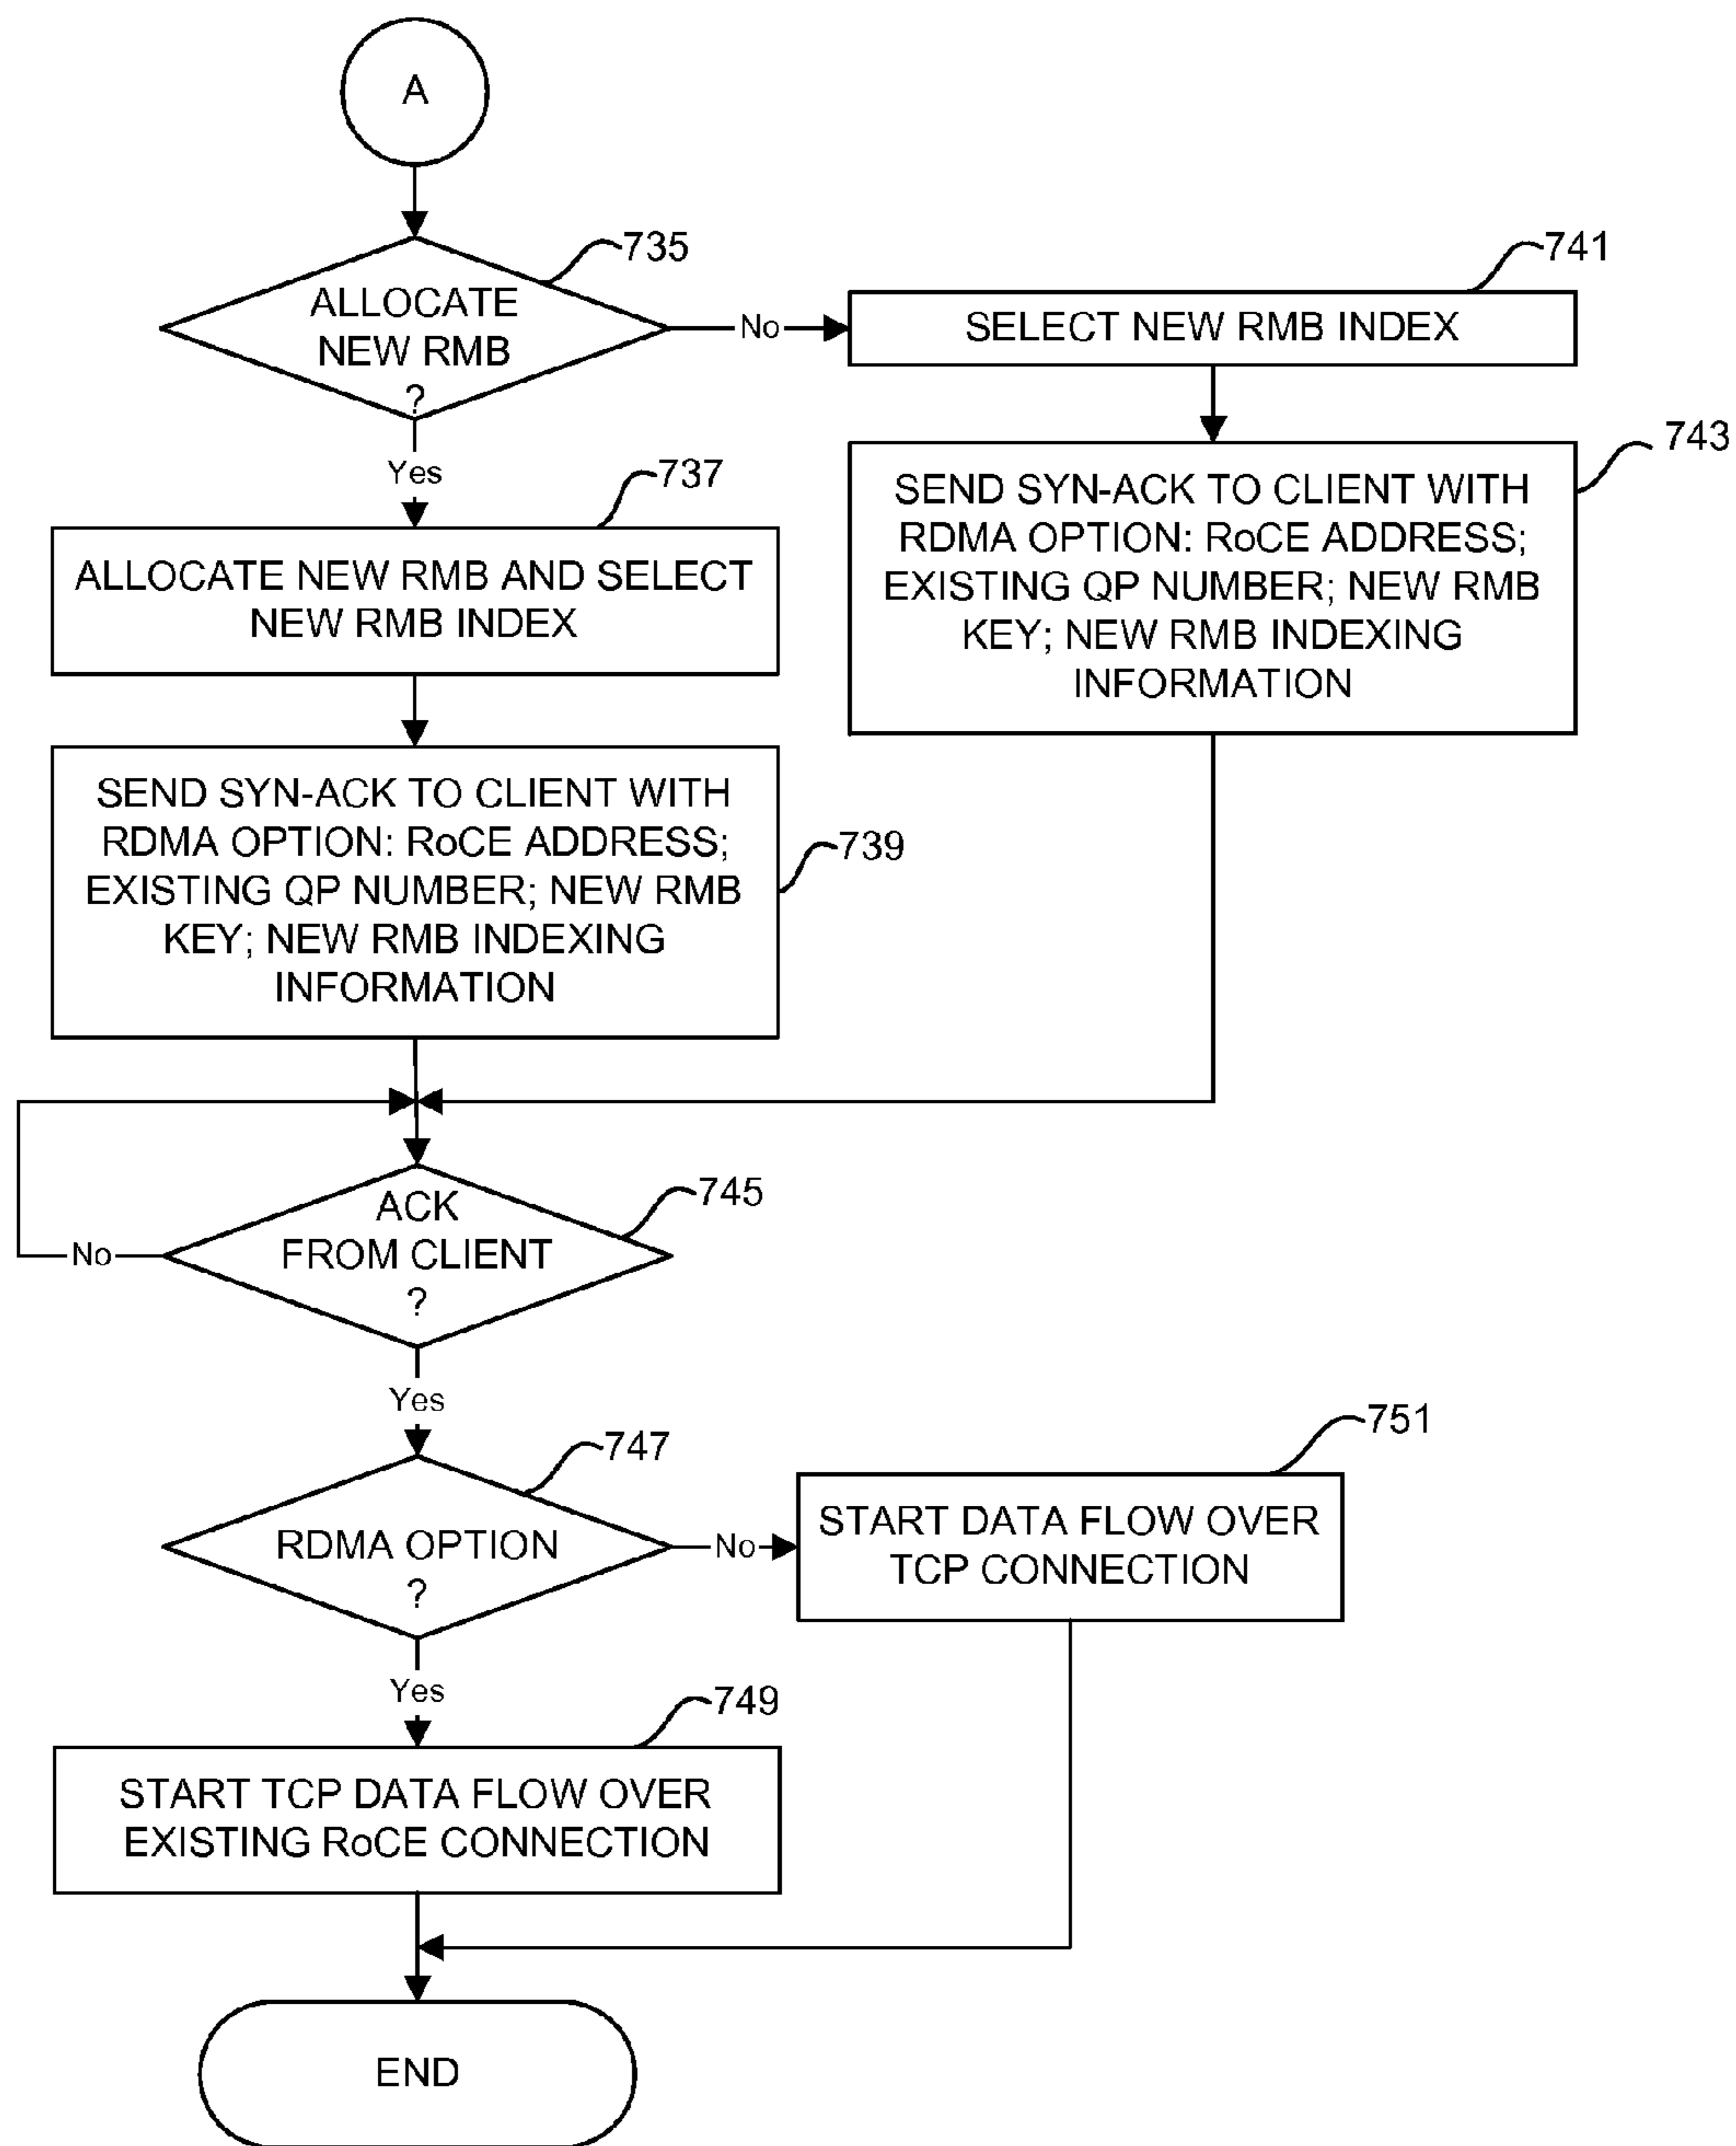 A
735
ALLOCATE
NEW RMB
?
No
741
SELECT NEW RMB INDEX
Yes
737
ALLOCATE NEW RMB AND SELECT
NEW RMB INDEX
743
SEND SYN-ACK TO CLIENT WITH
RDMA OPTION: RoCE ADDRESS;
EXISTING QP NUMBER; NEW RMB
KEY; NEW RMB INDEXING
INFORMATION
SEND SYN-ACK TO CLIENT WITH
RDMA OPTION: RoCE ADDRESS;
EXISTING QP NUMBER; NEW RMB
KEY; NEW RMB INDEXING
INFORMATION
739
745
ACK
FROM CLIENT
?
No
Yes
747
RDMA OPTION
?
No
751
START DATA FLOW OVER
TCP CONNECTION
Yes
749
START TCP DATA FLOW OVER
EXISTING RoCE CONNECTION
END